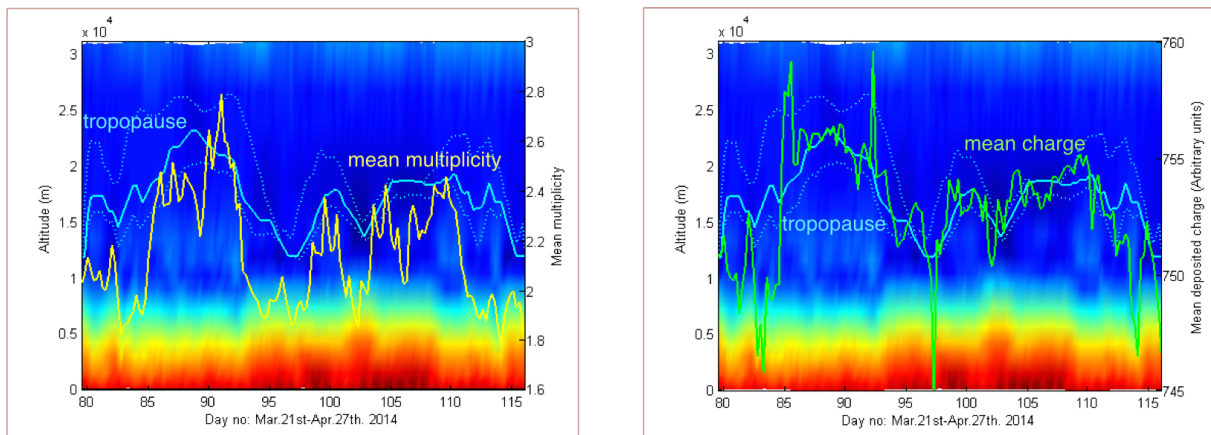 x 10^4
3
3
2.5
2
1.5
1
0.5
0
Altitude (m)
tropopause
mean multiplicity
3
2.8
2.6
2.4
2.2
2
1.8
1.6
Mean multiplicity
80 85 90 95 100 105 110 115
Day no: Mar.21st-Apr.27th. 2014
x 10^4
3
2.5
2
1.5
1
0.5
0
Altitude (m)
mean charge
tropopause
760
755
750
745
Mean deposited charge (Arbitrary units)
80 85 90 95 100 105 110 115
Day no: Mar.21st-Apr.27th. 2014